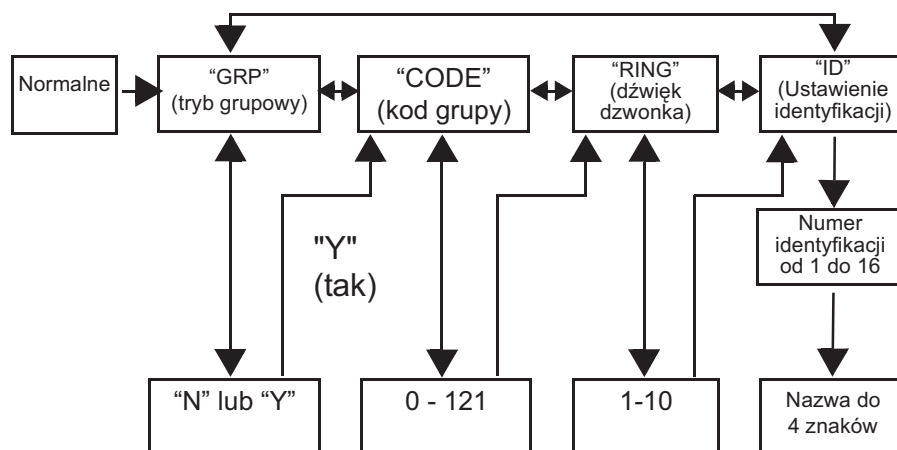 Normalne
“GRP”
(tryb grupowy)
“CODE”
(kod grupy)
“RING”
(dźwięk
dzwonka)
“ID”
(Ustawienie
identyfikacji)
"Y"
(tak)
Numer
identyfikacji
od 1 do 16
“N” lub “Y”
0 - 121
1-10
Nazwa do
4 znaków